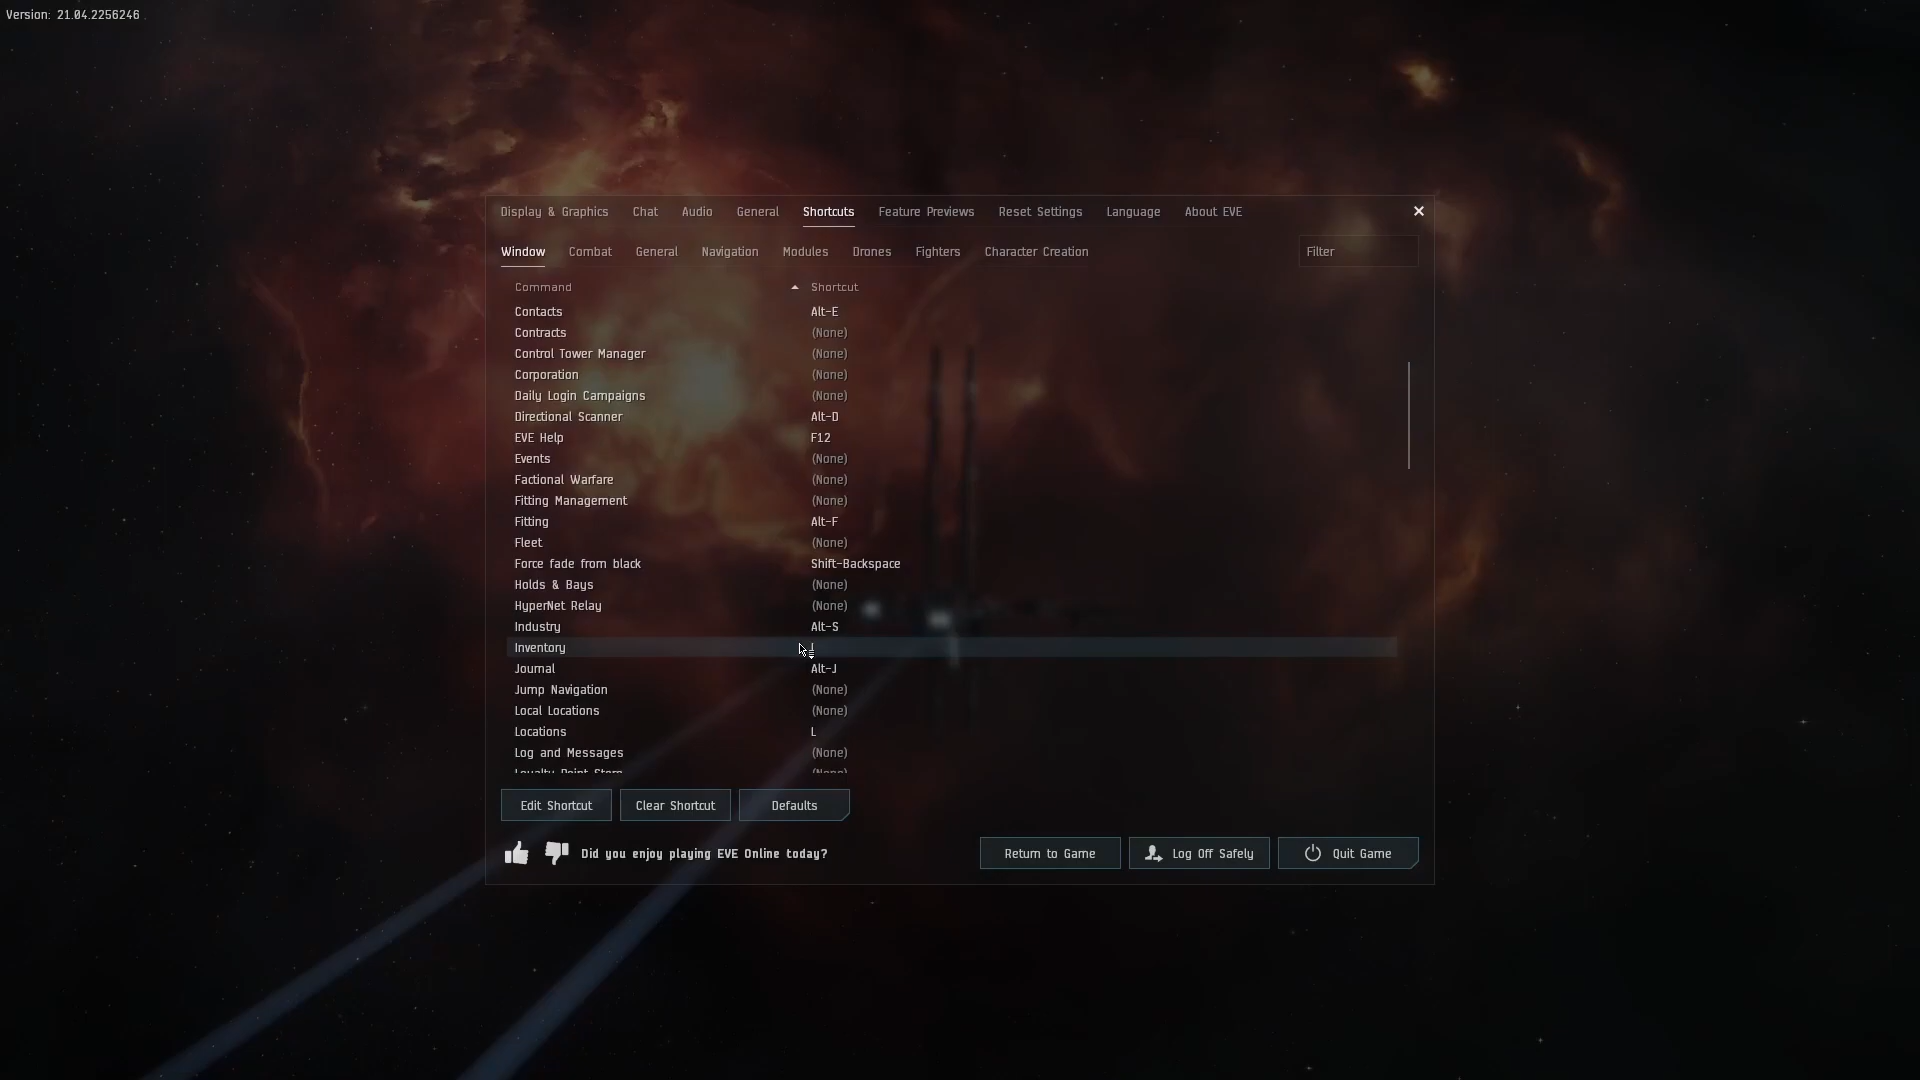 Version: 21.04.2256246
Display & Graphics Chat Audio General Shortcuts Feature Previews Reset Settings Language About EVE
Window Combat General Navigation Modules Drones Fighters Character Creation Filter
Command Shortcut
Contacts Alt-E
Contracts (None)
Control Tower Manager (None)
Corporation (None)
Daily Login Campaigns (None)
Directional Scanner Alt-D
EVE Help F12
Events (None)
Factional Warfare (None)
Fitting Management (None)
Fitting Alt-F
Fleet (None)
Force fade from black Shift-Backspace
Holds & Bays (None)
HyperNet Relay (None)
Industry Alt-S
Inventory
Journal Alt-J
Jump Navigation (None)
Local Locations (None)
Locations L
Log and Messages (None)
Loyalty Point Store (None)
Edit Shortcut Clear Shortcut Defaults
Did you enjoy playing EVE Online today? Return to Game Log Off Safely Quit Game